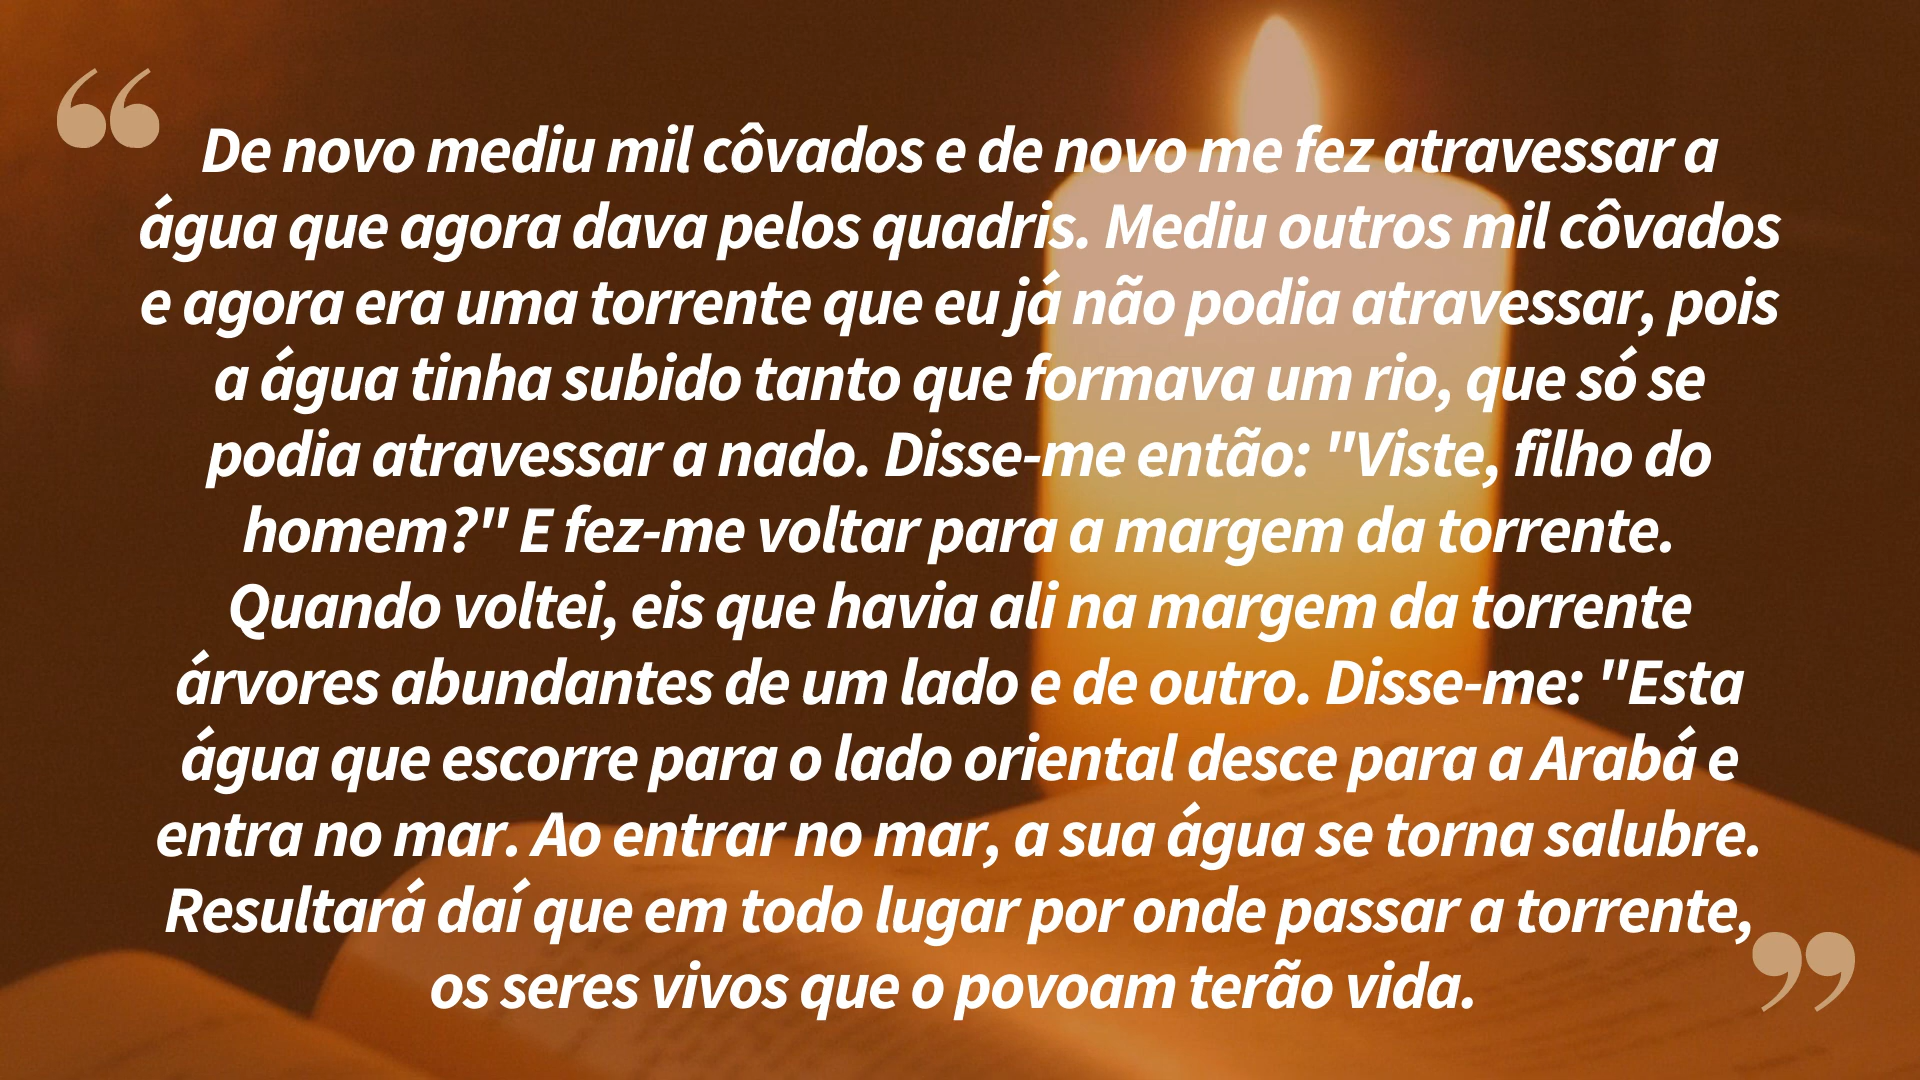 De novo mediu mil côvados e de novo me fez atravessar a
água que agora dava pelos quadris. Mediu outros mil côvados
e agora era uma torrente que eu já não podia atravessar, pois
a água tinha subido tanto que formava um rio, que só se
podia atravessar a nado. Disse-me então: "Viste, filho do
homem?" E fez-me voltar para a margem da torrente.
Quando voltei, eis que havia ali na margem da torrente
árvores abundantes de um lado e de outro. Disse-me: "Esta
água que escorre para o lado oriental desce para a Arabá e
entra no mar. Ao entrar no mar, a sua água se torna salubre.
Resultará daí que em todo lugar por onde passar a torrente,
os seres vivos que o povoam terão vida.